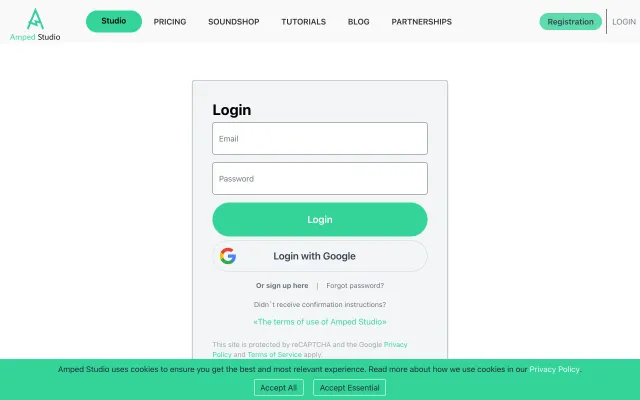 Amped Studio
Studio
PRICING
SOUNDSHOP
TUTORIALS
BLOG
PARTNERSHIPS
Registration
LOGIN
Login
Email
Password
Login
Login with Google
Or sign up here | Forgot password?
Didn´t receive confirmation instructions?
«The terms of use of Amped Studio»
This site is protected by reCAPTCHA and the Google Privacy
Policy and Terms of Service apply.
Amped Studio uses cookies to ensure you get the best and most relevant experience. Read more about how we use cookies in our Privacy Policy.
Accept All
Accept Essential